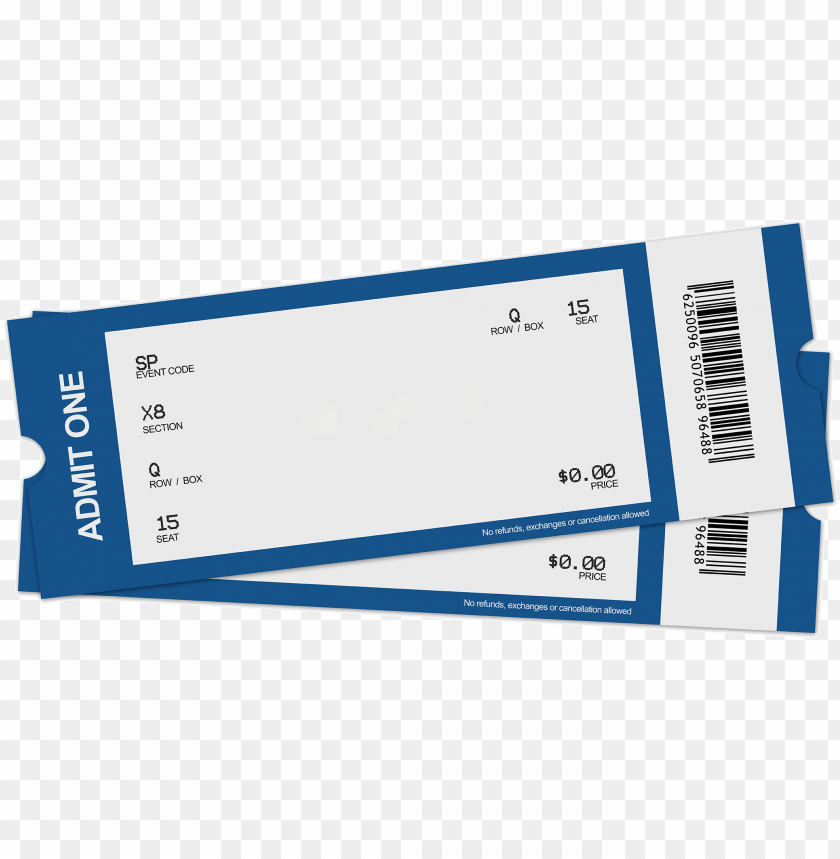 ADMIT ONE
SP
EVENT CODE
X8
SECTION
Q
ROW / BOX
15
SEAT
Q
ROW / BOX
15
SEAT
$0.00
PRICE
No refunds, exchanges or cancellation allowed
6250096 5070658 96488
$0.00
PRICE
No refunds, exchanges or cancellation allowed
96488